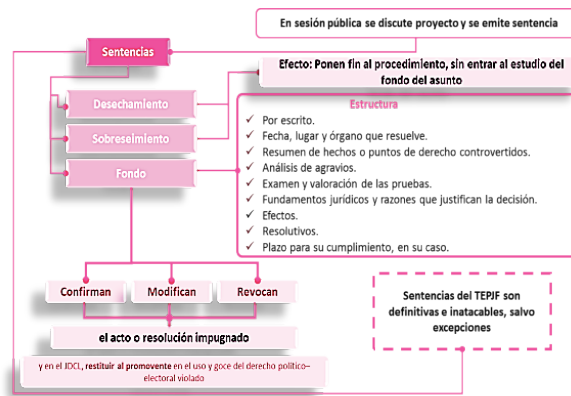 En sesión pública se discute proyecto y se emite sentencia
Sentencias
Efecto: Ponen fin al procedimiento, sin entrar al estudio del
fondo del asunto
Desechamiento
Sobreseimiento
Fondo
Estructura
✓ Por escrito.
✓ Fecha, lugar y órgano que resuelve.
✓ Resumen de hechos o puntos de derecho controvertidos.
✓ Análisis de agravios.
✓ Examen y valoración de las pruebas.
✓ Fundamentos jurídicos y razones que justifican la decisión.
✓ Efectos.
✓ Resolutivos.
✓ Plazo para su cumplimiento, en su caso.
Confirman
Modifican
Revocan
el acto o resolución impugnado
y en el JDCL, restituir al promovente en el uso y goce del derecho político–
electoral violado
Sentencias del TEPJF son
definitivas e inatacables, salvo
excepciones